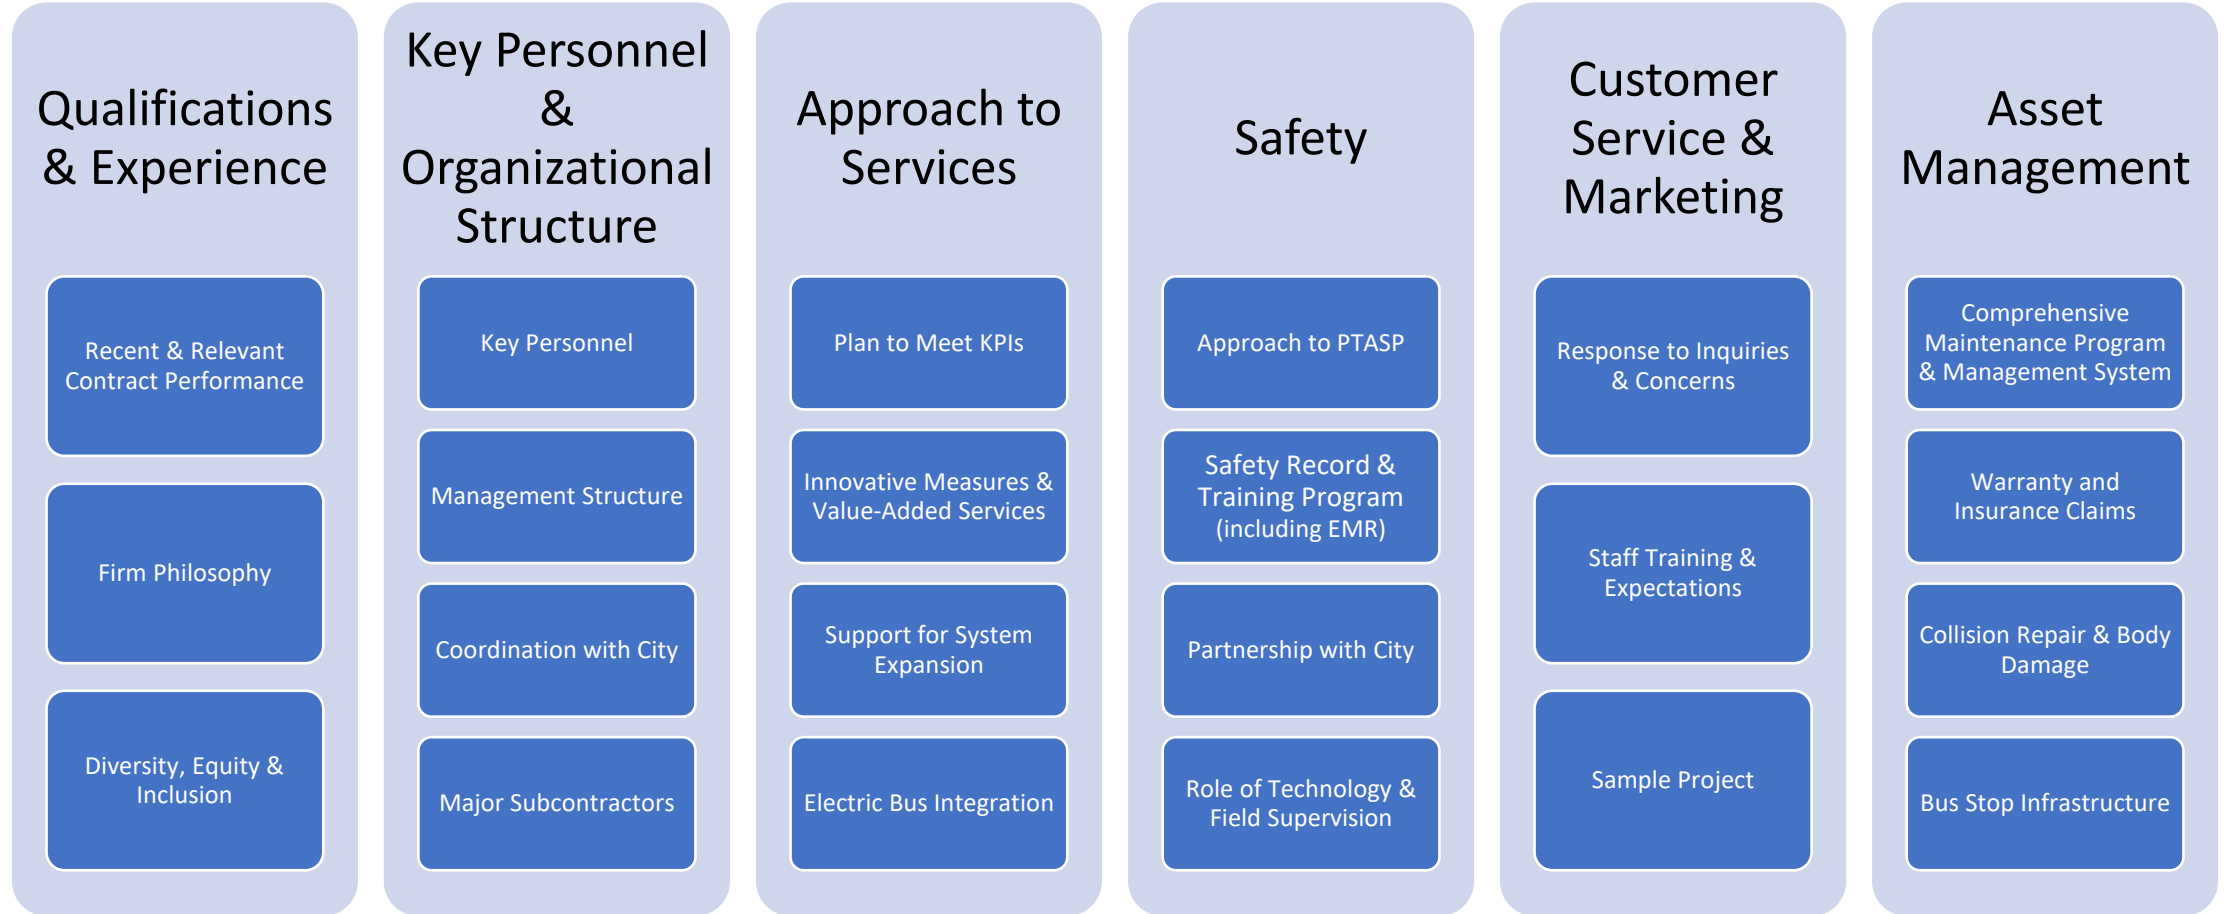 Qualifications
& Experience
Recent & Relevant
Contract Performance
Firm Philosophy
Diversity, Equity &
Inclusion
Key Personnel
&
Organizational
Structure
Key Personnel
Management Structure
Coordination with City
Major Subcontractors
Approach to
Services
Plan to Meet KPIs
Innovative Measures &
Value-Added Services
Support for System
Expansion
Electric Bus Integration
Safety
Approach to PTASP
Safety Record &
Training Program
(including EMR)
Partnership with City
Role of Technology &
Field Supervision
Customer
Service &
Marketing
Response to Inquiries
& Concerns
Staff Training &
Expectations
Sample Project
Asset
Management
Comprehensive
Maintenance Program
& Management System
Warranty and
Insurance Claims
Collision Repair & Body
Damage
Bus Stop Infrastructure